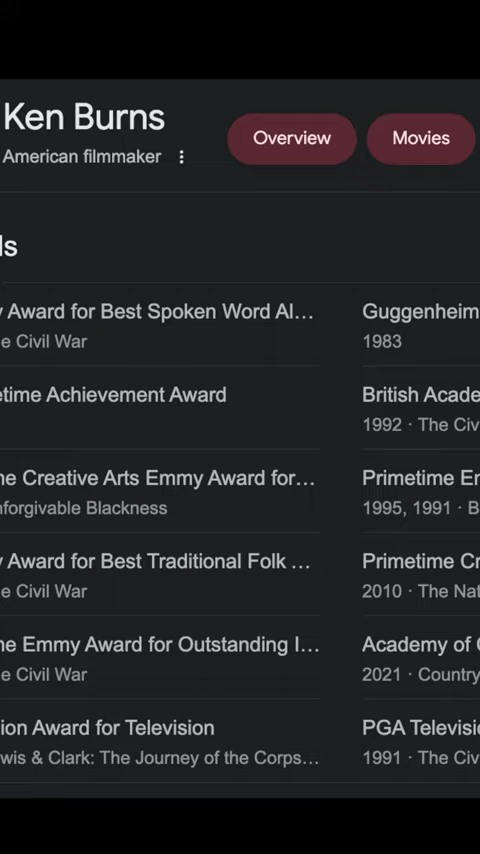 Ken Burns
American filmmaker
Overview
Movies
ls
y Award for Best Spoken Word Al...
e Civil War
etime Achievement Award
ne Creative Arts Emmy Award for...
nforgivable Blackness
y Award for Best Traditional Folk ...
e Civil War
ne Emmy Award for Outstanding I...
e Civil War
ion Award for Television
wis & Clark: The Journey of the Corps...
Guggenheim
1983
British Acade
1992 · The Civ
Primetime En
1995, 1991 · B
Primetime Cr
2010 · The Nat
Academy of C
2021 · Country
PGA Televisi
1991 · The Civ